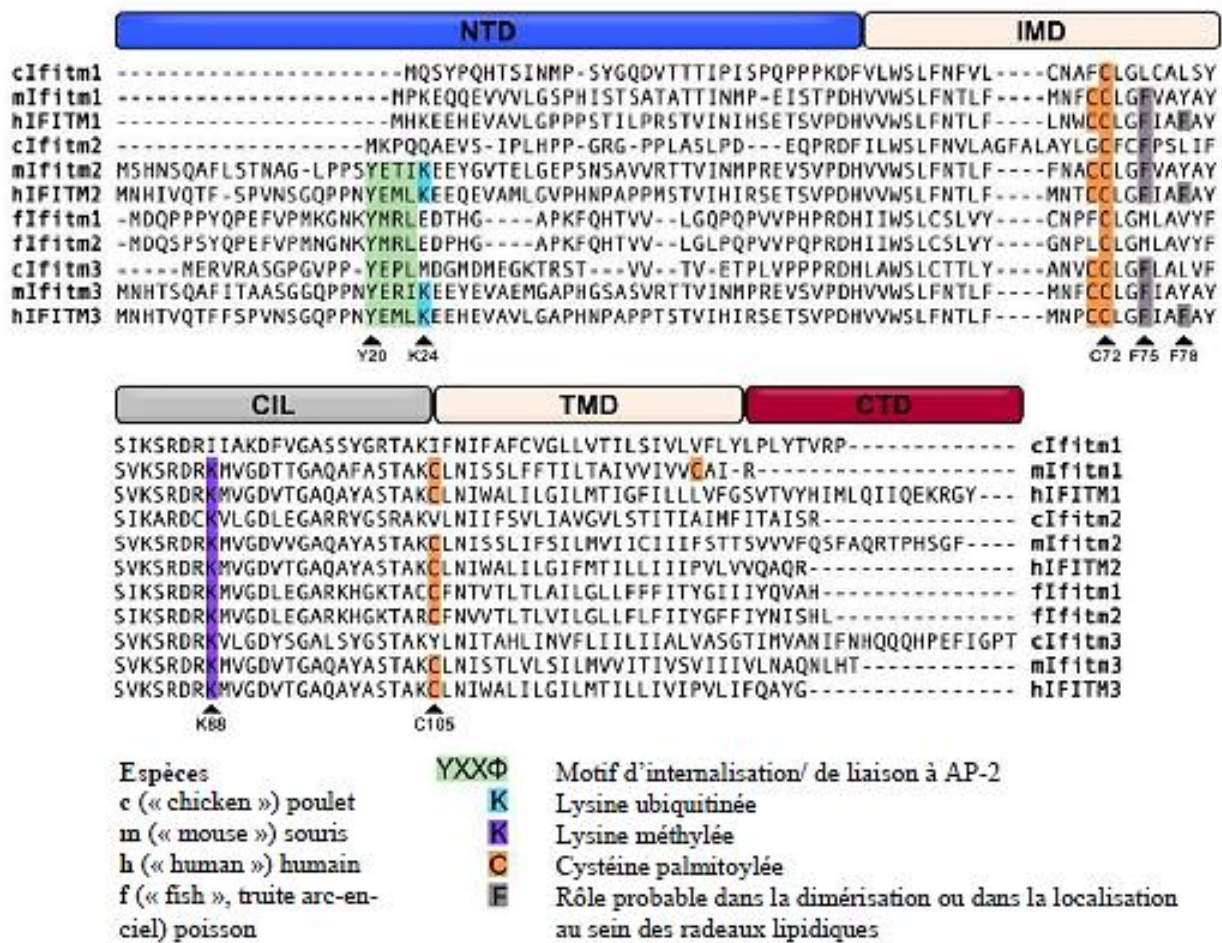 NTD IMD
cIfitm1 ----------------------MQSYPQHTSINMP-SYGQDVTTTIPISPQPPPKDFVLWSLFNFVL----CNAFCLGLCALSY
mIfitm1 ---------------------MPKEQQEVVVLGSPHISTSATATTINMP-EISTPDHVVWSLFNTLF----MNFCCLGFVAYAY
hIFITM1 ---------------------MHKEEHEVAVLGPPPSTILPRSTVINIHSETSVPDHVVWSLFNTLF----LNWCCLGFIAFAY
cIfitm2 -------------------MKPQQAEVS-IPLHPP-GRG-PPLASLPD--EQPRDFILWSLFNVLAGFALAYLGCFCFPSLIF
mIfitm2 MSHNSQAFLSTNAG-LPPSYETIKEEYGVTELGEPSNSAVVRTTVINMPREVSVPDHVVWSLFNTLF----FNACCLGFVAYAY
hIFITM2 MNHIVQTF-SPVNSGQPPNYEMLKEEQEVAMLGVPHNPAPPMSTVIHIRSETSVPDHVVWSLFNTLF----MNTCCLGFIAFAY
fIfitm1 -MDQPPPYQPEFVPMKGNKYMRLEDTHG----APKFQHTVV--LGQPQPVVPHPRDHIIWSLCSLVY----CNPFCLGMLAVYF
fIfitm2 -MDQSPSYQPEFVPMNGNKYMRLEDPHG----APKFQHTVV--GLPQPVVVPQPRDHIIWSLCSLVY----GNPLCLGMLAVYF
cIfitm3 -----MERVRASGPGVPP-YEPLMDGMDMEGKTRST---VV--TV-ETPLVPPPRDHLAWSLCTTLY----ANVCCLGFLALVF
mIfitm3 MNHTSQAFITAASGGQPPNYERIKEEYEVAEMGAPHGSASVRTTVINMPREVSVPDHVVWSLFNTLF----MNFCCLGFIAYAY
hIFITM3 MNHTVQTFFSPVNSGQPPNYEMLKEEHEVAVLGAPHNPAPPTSTVIHIRSETSVPDHVVWSLFNTLF----MNPCCLGFIAFAY
Y20 K24 C72 F75 F78
CIL TMD CTD
SIKSRDRIIAKDFVGASSYGRTAKIFNIFAFCVGLLVTILSIVLVFLYLPLYTVRP------------- cIfitm1
SVKSRDRKMVGDTTGAQAFASTAKCLNISSLFFTILTAIVVIVVCAI-R-------------------- mIfitm1
SVKSRDRKMVGDVTGAQAYASTAKCLNIWALILGILMTIGFILLLVFGSVTVYHIMLQIIQEKRGY--- hIFITM1
SIKARDCKVLGDLEGARRYGSRAKVLNIIFSVLIAVGVLSTITIAIMFITAISR--------------- cIfitm2
SVKSRDRKMVGDVVGAQAYASTAKCLNISSLIFSILMVIICIIIFSTTSVVVFQSFAQRTPHSGF---- mIfitm2
SVKSRDRKMVGDVTGAQAYASTAKCLNIWALILGIFMTILLIIIPVLVVQAQR---------------- hIFITM2
SIKSRDRKMVGDLEGARKHGKTARCFNTVTLTLAILGLLFFFITYGIIIYQVAH--------------- fIfitm1
SIKSRDRKMVGDLEGARKHGKTARCFNVVTLTLVILGLLFLFIIYGFFIYNISHL-------------- fIfitm2
SVKSRDRKVLGDYSGALSYGSTAKYLNITAHLINVFLIILIIALVASGTIMVANIFNHQQQHPEFIGPT cIfitm3
SVKSRDRKMVGDVTGAQAYASTAKCLNISTLVLSILMVVITIVSVIIIVLNAQNLHT------------ mIfitm3
SVKSRDRKMVGDVTGAQAYASTAKCLNIWALILGILMTILLIVIPVLIFQAYG---------------- hIFITM3
K88 C105
Espèces YXXΦ Motif d’internalisation/ de liaison à AP-2
c (« chicken ») poulet K Lysine ubiquitinée
m (« mouse ») souris K Lysine méthylée
h (« human ») humain C Cystéine palmitoylée
f (« fish », truite arc-en- F Rôle probable dans la dimérisation ou dans la localisation
ciel) poisson au sein des radeaux lipidiques